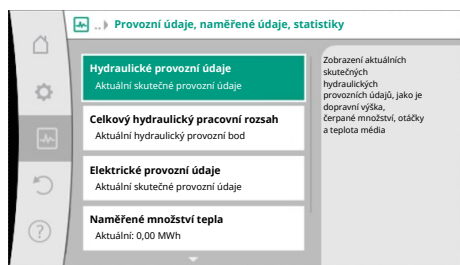 .. Provozní údaje, naměřené údaje, statistiky
Hydraulické provozní údaje
Aktuální skutečné provozní údaje
Celkový hydraulický pracovní rozsah
Aktuální hydraulický provozní bod
Elektrické provozní údaje
Aktuální skutečné provozní údaje
Naměřené množství tepla
Aktuální: 0,00 MWh
Zobrazení aktuálních
skutečných
hydraulických
provozních údajů, jako je
dopravní výška,
čerpané množství, otáčky
a teplota média